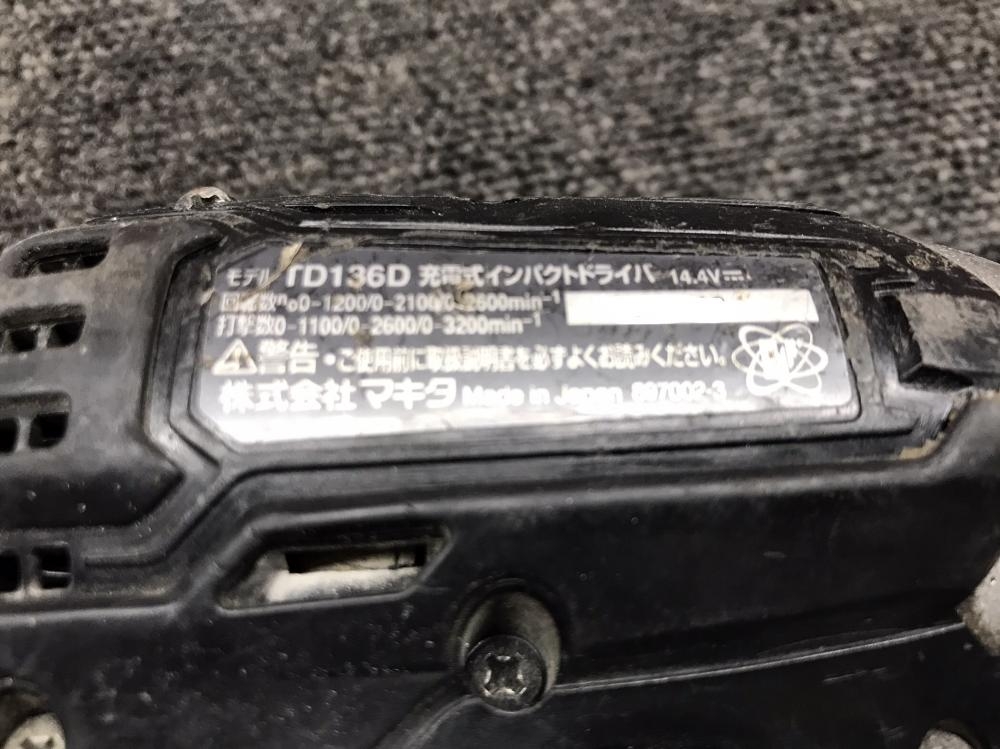 モデル TD136D 充電式インパクトドライバ 14.4V⎓
回転数n₀0-1200/0-2100/0-2600min⁻¹
打撃数0-1100/0-2600/0-3200min⁻¹
⚠警告・ご使用前に取扱説明書を必ずよくお読みください。
株式会社マキタ Made in Japan 897002-3